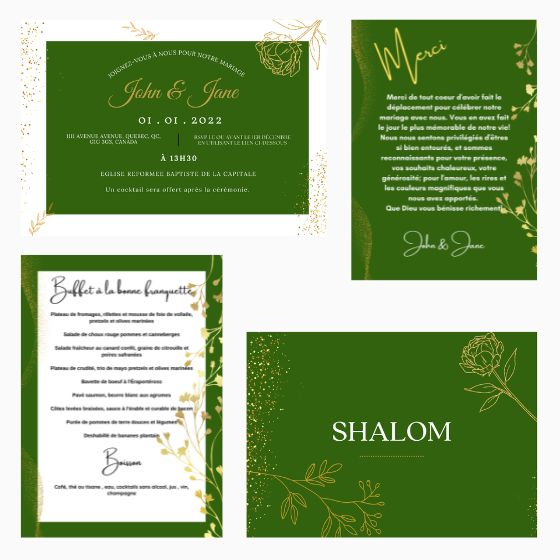 JOIGNEZ-VOUS À NOUS POUR NOTRE MARIAGE
John & Jane
01 . 01 . 2022
1111 AVENUE AVENUE, QUEBEC, QC,
G1G 3G3, CANADA
RSVP LE OU AVANT LE 1ER DÉCEMBRE
EN UTILISANT LE LIEN CI-DESSOUS
À 13H30
EGLISE REFORMEE BAPTISTE DE LA CAPITALE
Un cocktail sera offert après la cérémonie.
Merci
Merci de tout coeur d'avoir fait le
déplacement pour célébrer notre
mariage avec nous. Vous en avez fait
le jour le plus mémorable de notre vie!
Nous nous sentons privilégiés d'êtres
si bien entourés, et sommes
reconnaissants pour votre présence,
vos souhaits chaleureux, votre
générosité; pour l'amour, les rires et
les couleurs magnifiques que vous
nous avez apportés.
Que Dieu vous bénisse richement!
John & Jane
Buffet à la bonne franquette
Plateau de fromages, rillettes et mousse de foie de volaile,
pretzels et olives marinées
Salade de choux rouge pommes et canneberges
Salade fraîcheur au canard confit, graine de citrouille et
poires safranées
Plateau de crudité, trio de mayo pretzels et olives marinées
Bavette de boeuf à l'Érapontéross
Pavé saumon, beurre blanc aux agrumes
Côtes levées braisées, sauce à l'érable et curable de bacon
Purée de pommes de terre douces et légumes
Deshabillé de bananes plantain
Boisson
Café, thé ou tisane , eau, cocktails sans alcool, jus , vin,
champagne
SHALOM